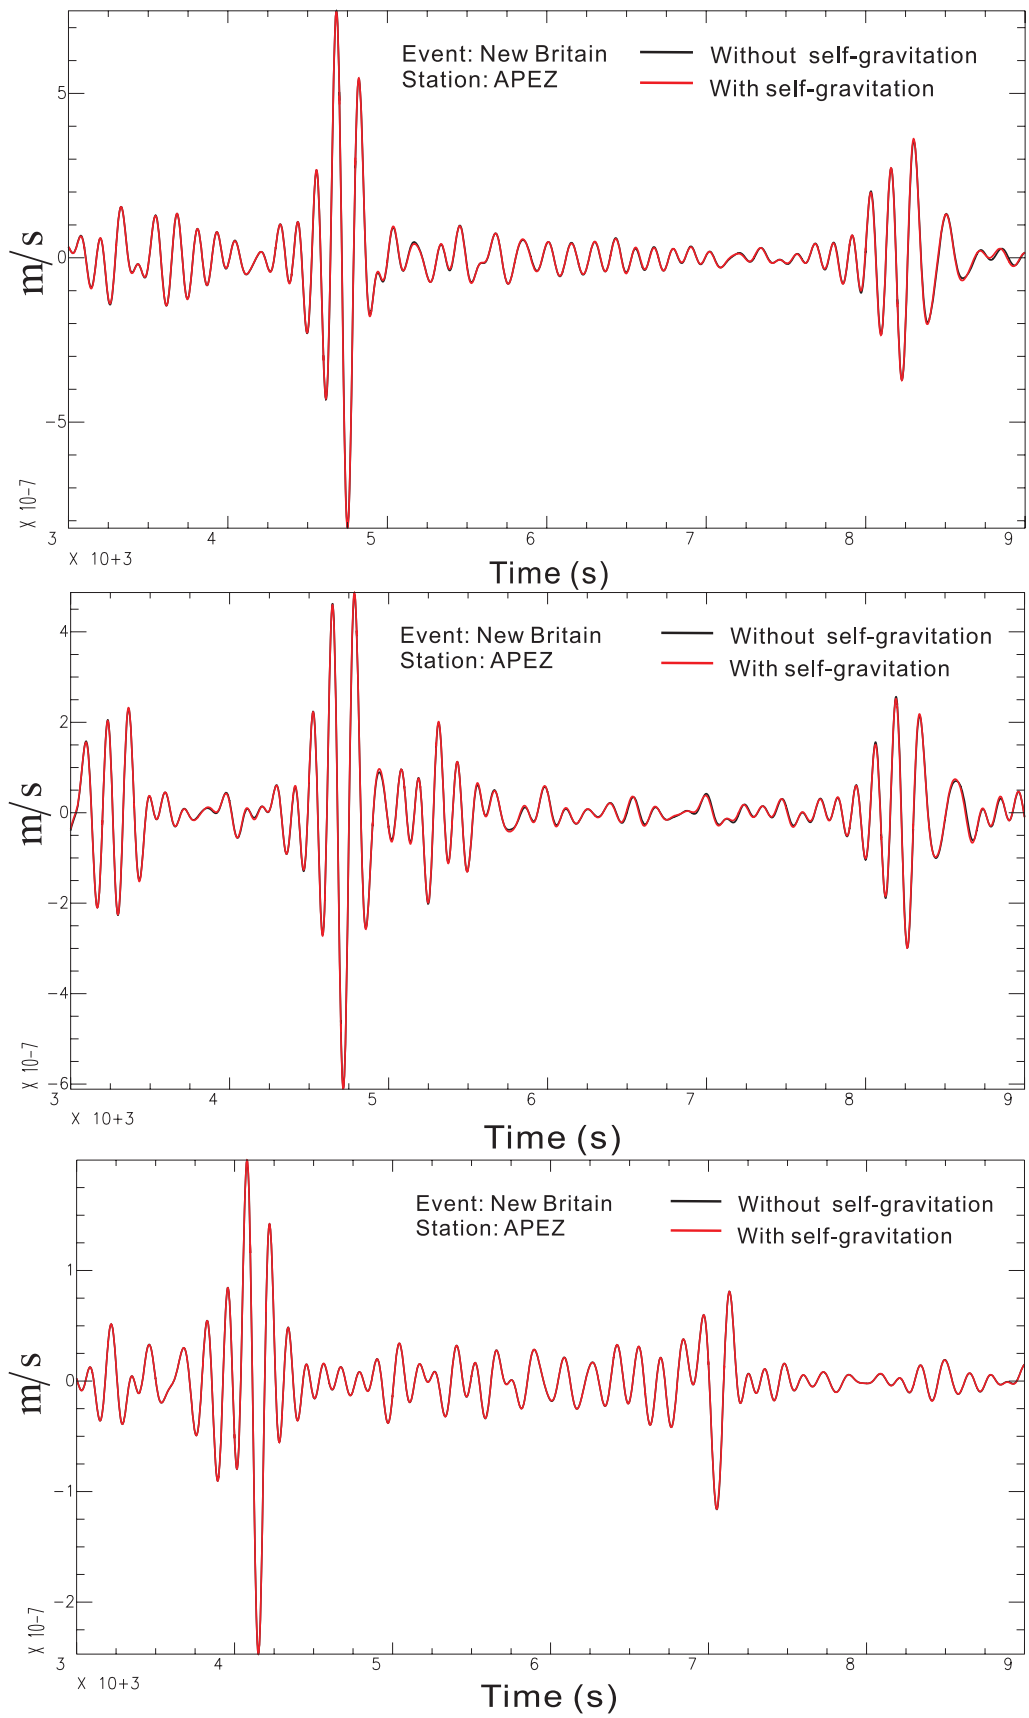 Event: New Britain
Station: APEZ
Without self-gravitation
With self-gravitation
5
0
-5
m/s
X 10-7
3 4 5 6 7 8 9
X 10+3
Time (s)
Event: New Britain
Station: APEZ
Without self-gravitation
With self-gravitation
4
2
0
-2
-4
-6
m/s
X 10-7
3 4 5 6 7 8 9
X 10+3
Time (s)
Event: New Britain
Station: APEZ
Without self-gravitation
With self-gravitation
1
0
-1
-2
m/s
X 10-7
3 4 5 6 7 8 9
X 10+3
Time (s)